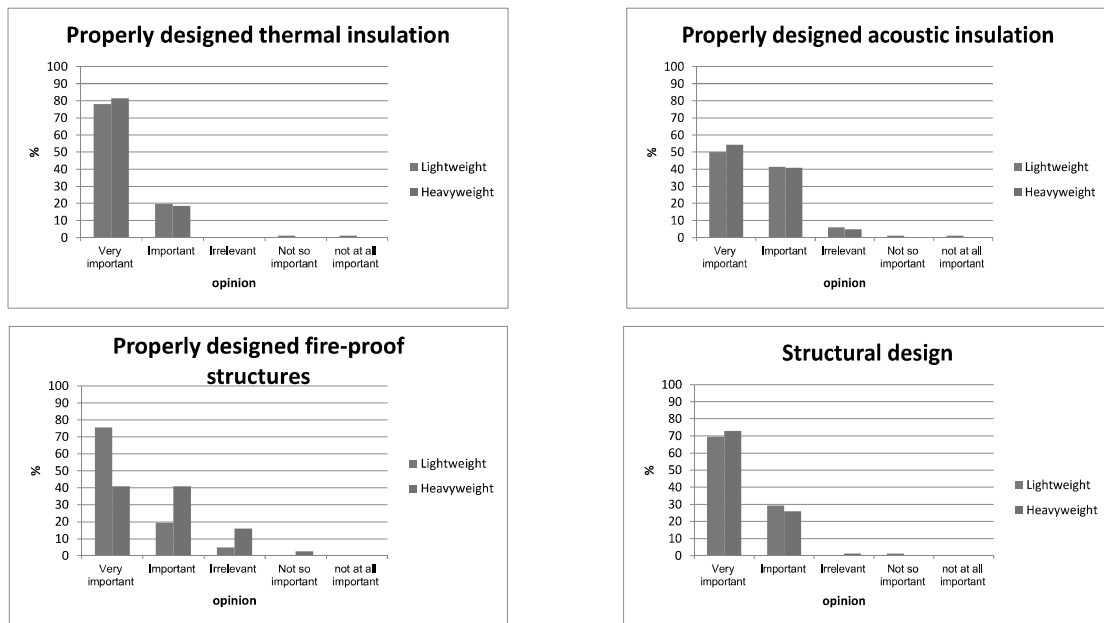 Properly designed thermal insulation
100
90
80
70
60
50
40
30
20
10
0
%
Very important
Important
Irrelevant
Not so important
not at all important
opinion
Lightweight
Heavyweight
Properly designed acoustic insulation
100
90
80
70
60
50
40
30
20
10
0
%
Very important
Important
Irrelevant
Not so important
not at all important
opinion
Lightweight
Heavyweight
Properly designed fire-proof
structures
100
90
80
70
60
50
40
30
20
10
0
%
Very important
Important
Irrelevant
Not so important
not at all important
opinion
Lightweight
Heavyweight
Structural design
100
90
80
70
60
50
40
30
20
10
0
%
Very important
Important
Irrelevant
Not so important
not at all important
opinion
Lightweight
Heavyweight